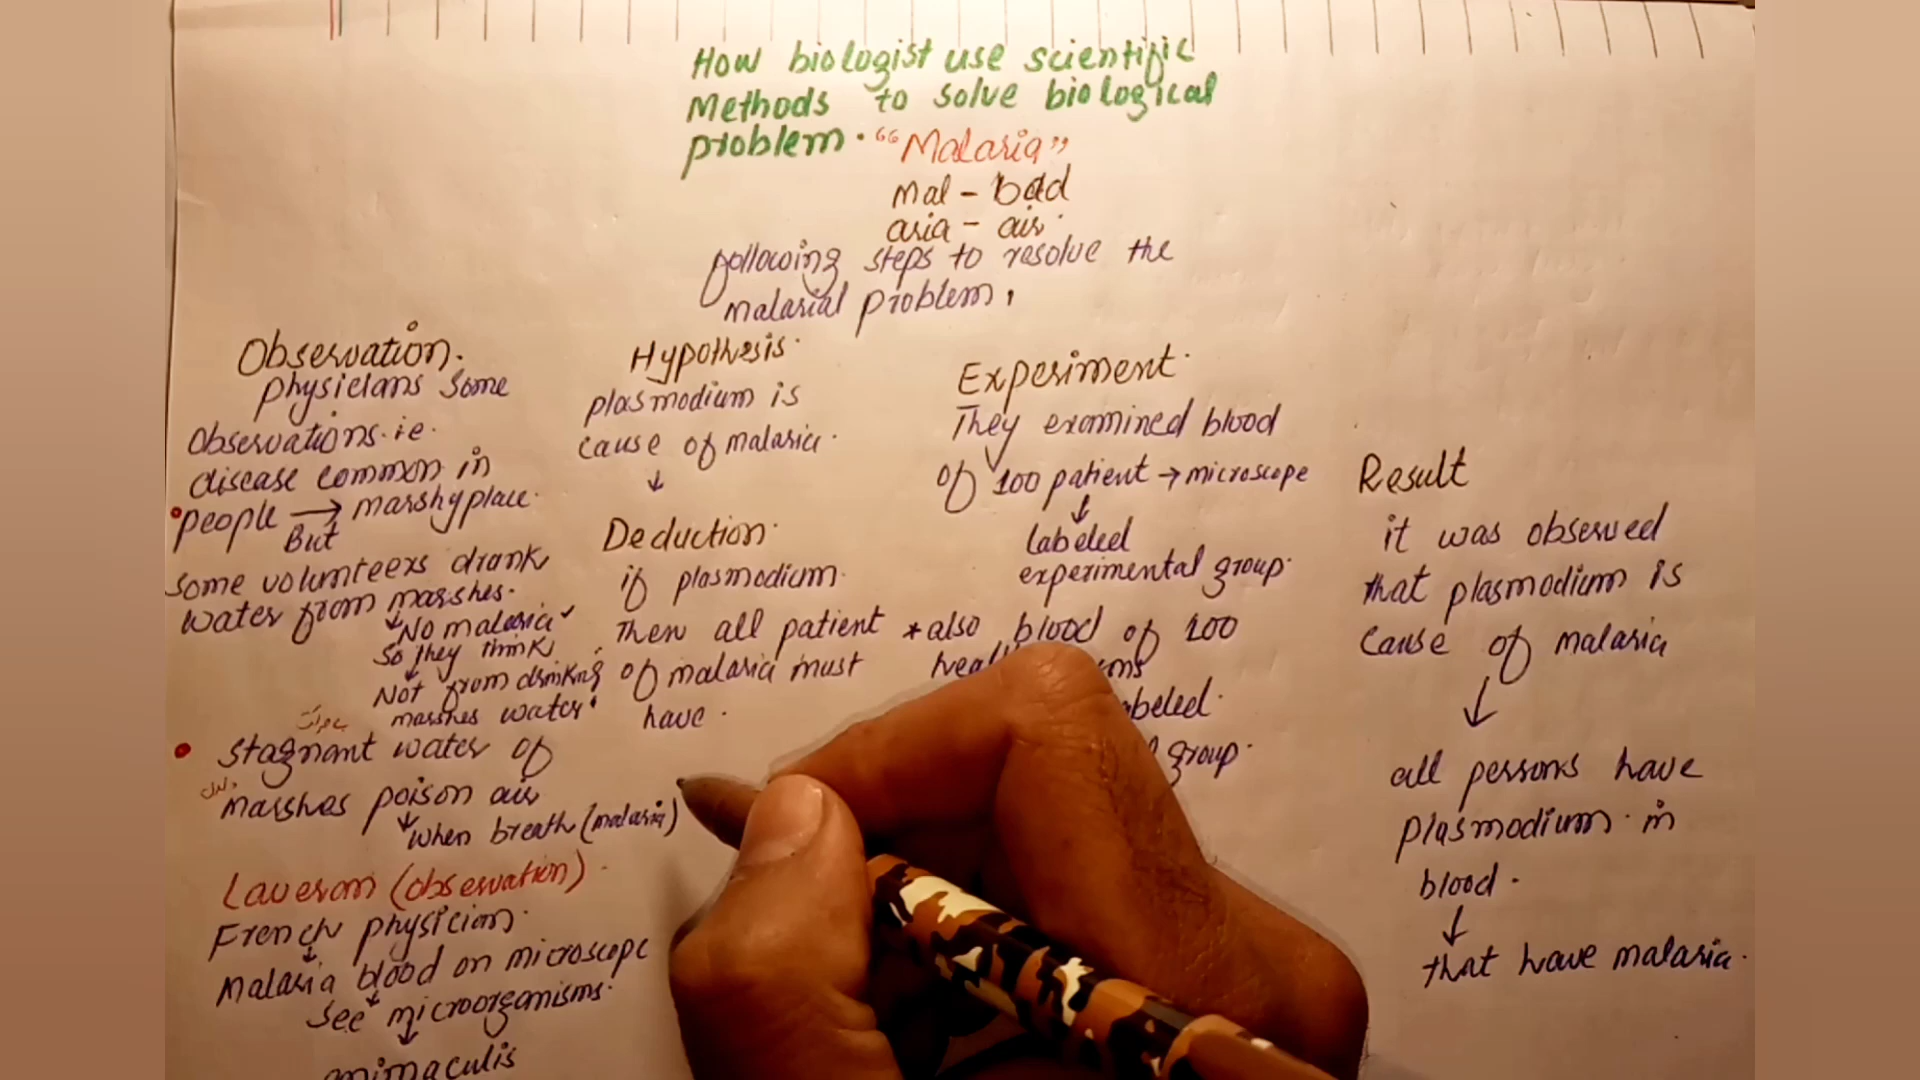 How biologist use scientific
Methods to solve biological
problem. "Malaria"
Mal - bad
aria - air.
following steps to resolve the
malarial problem,
Observation.
physicians some
Observations. i.e.
disease common in
• people → marshy place.
But
some volunteers drank
water from marshes.
↓ No malaria ✓
So they think
Not from drinking
marshes water.
• stagnant water of
marshes poison air
↓ when breath (malaria)
Laveran (observation).
French physician.
↓
Malaria blood on microscope
↓
See microorganisms.
↓
animaculis
Hypothesis.
plasmodium is
cause of malaria.
↓
Deduction.
if plasmodium.
Then all patient
of malaria must
have.
Experiment.
They examined blood
of 100 patient → microscope
↓
labeled
experimental group.
* also blood of 100
group.
Result
it was observed
that plasmodium is
cause of malaria
↓
all persons have
plasmodium in
blood.
↓
that have malaria.